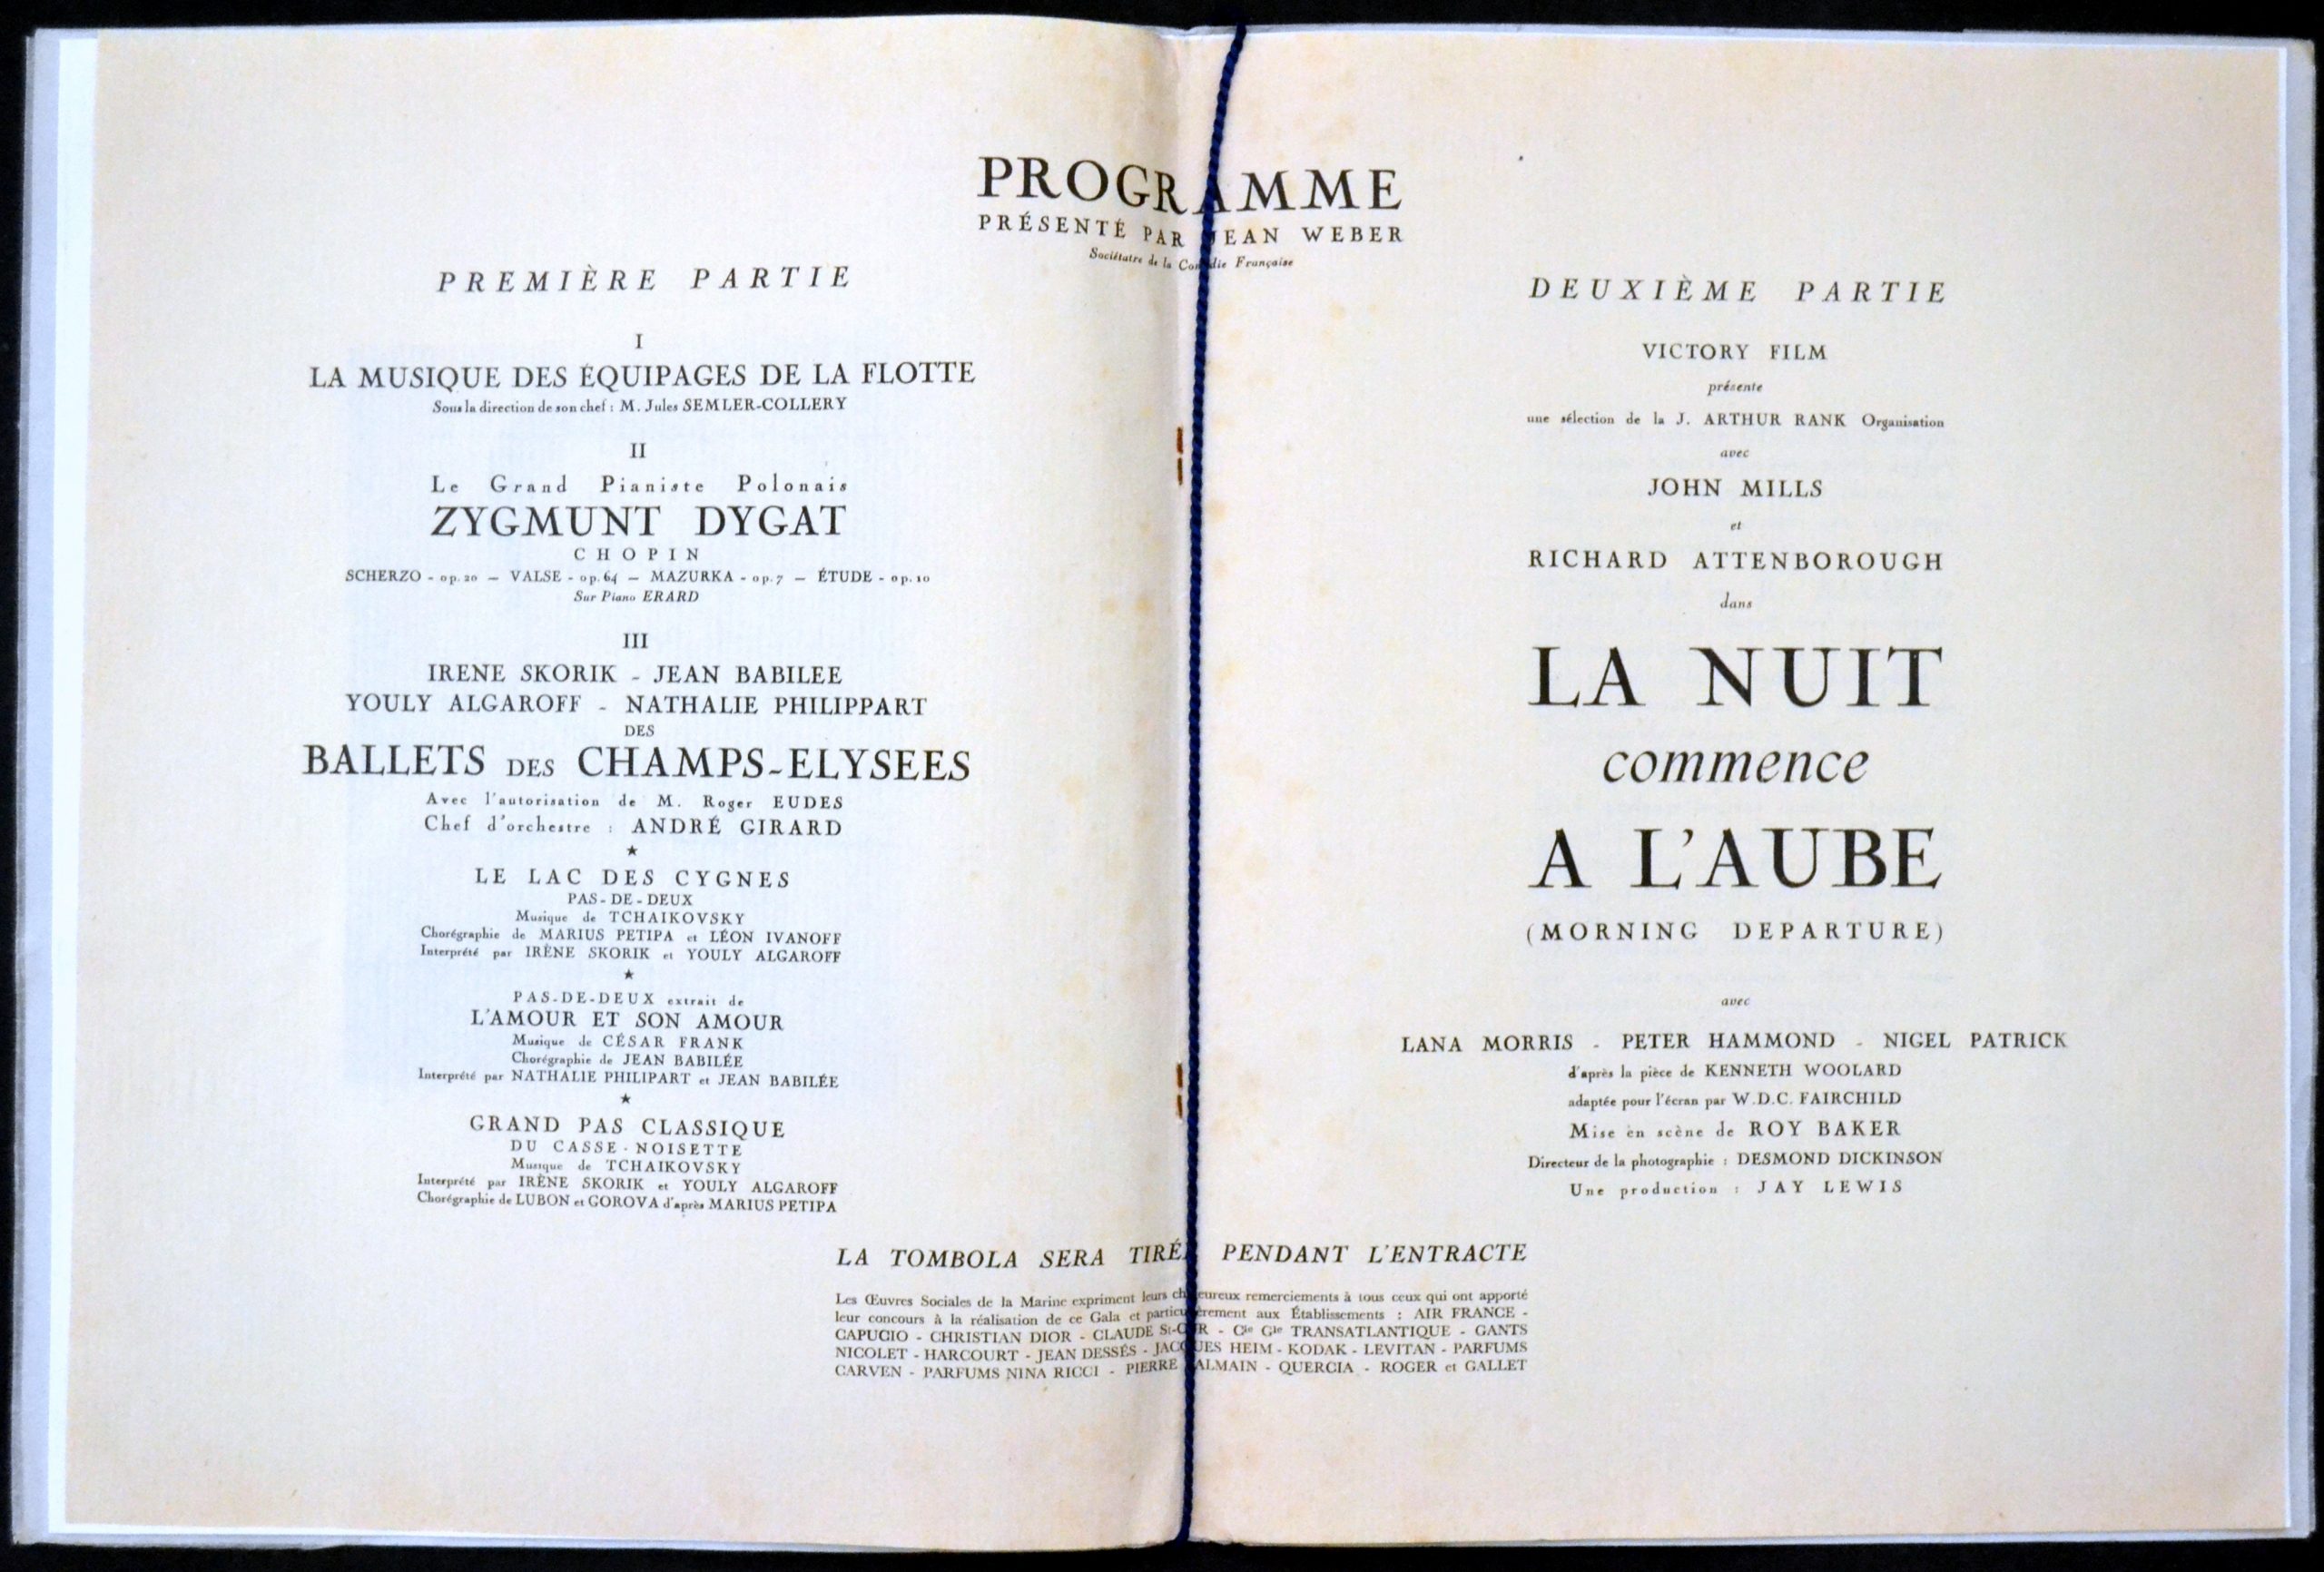 PROGRAMME
PRÉSENTÉ PAR JEAN WEBER
Sociétaire de la Comédie Française
PREMIÈRE PARTIE
I
LA MUSIQUE DES ÉQUIPAGES DE LA FLOTTE
Sous la direction de son chef : M. Jules SEMLER-COLLERY
II
Le Grand Pianiste Polonais
ZYGMUNT DYGAT
CHOPIN
SCHERZO - op. 20 — VALSE - op. 64 — MAZURKA - op. 7 — ÉTUDE - op. 10
Sur Piano ERARD
III
IRENE SKORIK - JEAN BABILEE
YOULY ALGAROFF - NATHALIE PHILIPPART
DES
BALLETS DES CHAMPS-ELYSEES
Avec l'autorisation de M. Roger EUDES
Chef d'orchestre : ANDRÉ GIRARD
★
LE LAC DES CYGNES
PAS-DE-DEUX
Musique de TCHAIKOVSKY
Chorégraphie de MARIUS PETIPA et LÉON IVANOFF
Interprété par IRÈNE SKORIK et YOULY ALGAROFF
★
PAS-DE-DEUX extrait de
L'AMOUR ET SON AMOUR
Musique de CÉSAR FRANK
Chorégraphie de JEAN BABILÉE
Interprété par NATHALIE PHILIPART et JEAN BABILÉE
★
GRAND PAS CLASSIQUE
DU CASSE-NOISETTE
Musique de TCHAIKOVSKY
Interprété par IRÈNE SKORIK et YOULY ALGAROFF
Chorégraphie de LUBON et GOROVA d'après MARIUS PETIPA
DEUXIÈME PARTIE
VICTORY FILM
présente
une sélection de la J. ARTHUR RANK Organisation
avec
JOHN MILLS
et
RICHARD ATTENBOROUGH
dans
LA NUIT
commence
A L'AUBE
(MORNING DEPARTURE)
avec
LANA MORRIS - PETER HAMMOND - NIGEL PATRICK
d'après la pièce de KENNETH WOOLARD
adaptée pour l'écran par W.D.C. FAIRCHILD
Mise en scène de ROY BAKER
Directeur de la photographie : DESMOND DICKINSON
Une production : JAY LEWIS
LA TOMBOLA SERA TIRÉE PENDANT L'ENTRACTE
Les Œuvres Sociales de la Marine expriment leurs chaleureux remerciements à tous ceux qui ont apporté
leur concours à la réalisation de ce Gala et particulièrement aux Établissements : AIR FRANCE -
CAPUCIO - CHRISTIAN DIOR - CLAUDE St-CYR - Cie Gle TRANSATLANTIQUE - GANTS
NICOLET - HARCOURT - JEAN DESSÉS - JACQUES HEIM - KODAK - LEVITAN - PARFUMS
CARVEN - PARFUMS NINA RICCI - PIERRE BALMAIN - QUERCIA - ROGER et GALLET